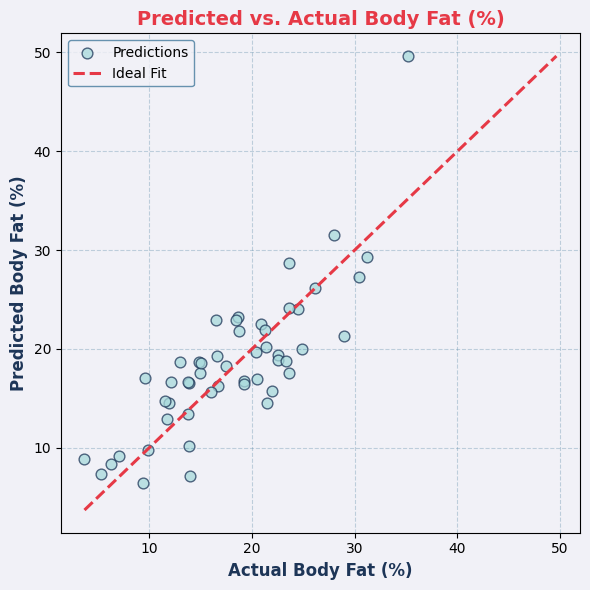 Predicted vs. Actual Body Fat (%)
Predictions
Ideal Fit
50
40
30
20
10
Predicted Body Fat (%)
10 20 30 40 50
Actual Body Fat (%)